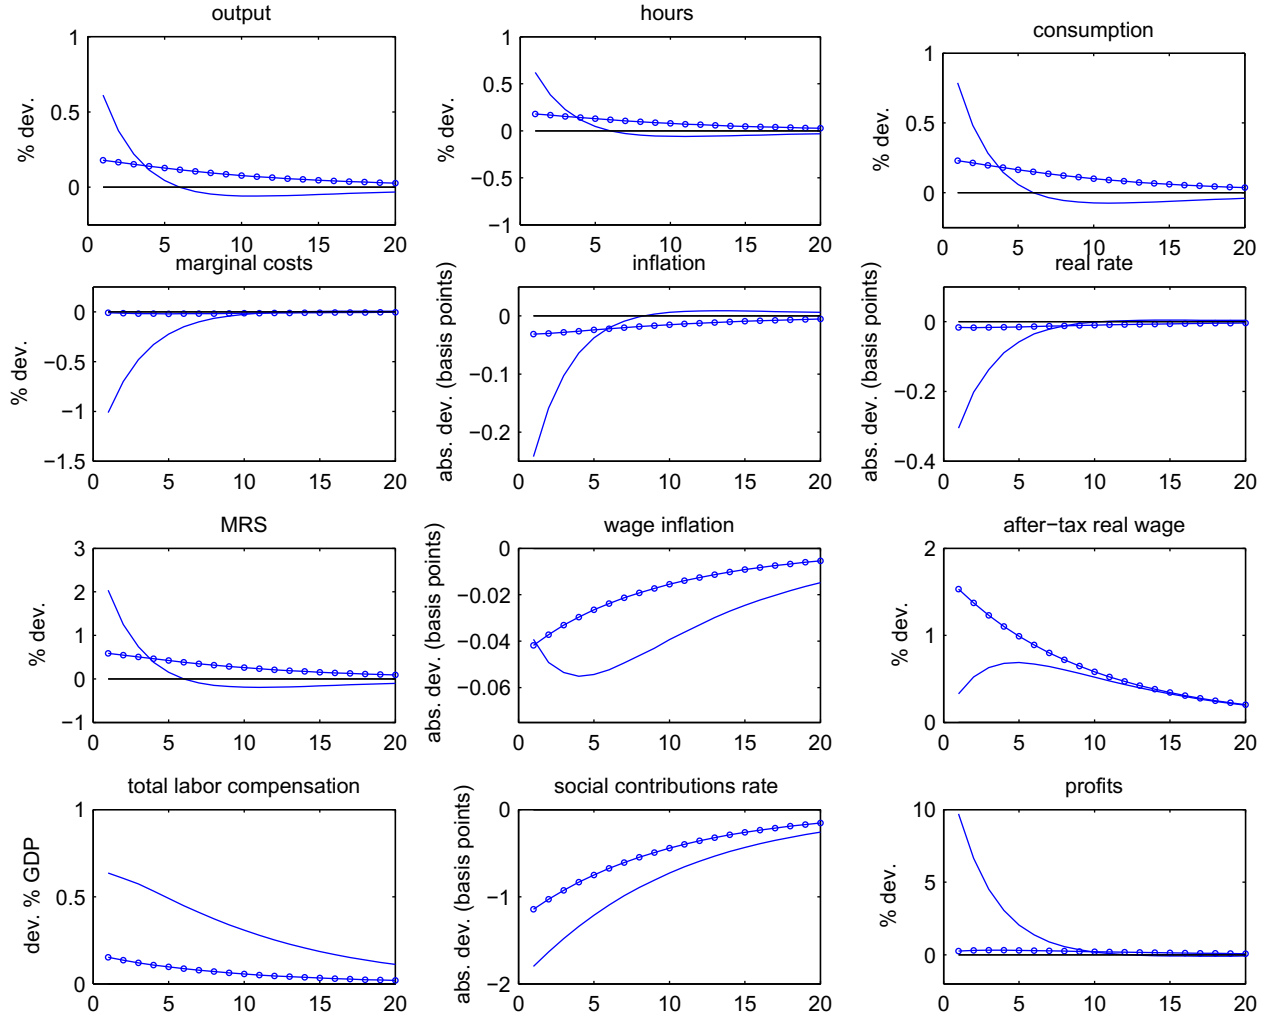 output
hours
consumption
% dev.
1
0.5
0
0 5 10 15 20
% dev.
1
0.5
0
−0.5
−1
0 5 10 15 20
% dev.
1
0.5
0
0 5 10 15 20
marginal costs
inflation
real rate
% dev.
0
−0.5
−1
−1.5
0 5 10 15 20
abs. dev. (basis points)
0
−0.1
−0.2
0 5 10 15 20
abs. dev. (basis points)
0
−0.2
−0.4
0 5 10 15 20
MRS
wage inflation
after−tax real wage
% dev.
3
2
1
0
−1
0 5 10 15 20
abs. dev. (basis points)
0
−0.02
−0.04
−0.06
0 5 10 15 20
% dev.
2
1
0
0 5 10 15 20
total labor compensation
social contributions rate
profits
dev. % GDP
1
0.5
0
0 5 10 15 20
abs. dev. (basis points)
0
−1
−2
0 5 10 15 20
% dev.
10
5
0
0 5 10 15 20